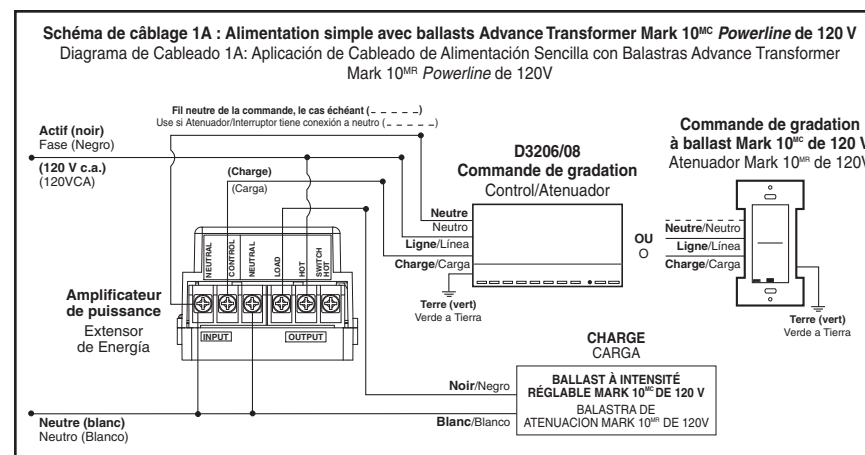 Schéma de câblage 1A : Alimentation simple avec ballasts Advance Transformer Mark 10ᴹᶜ Powerline de 120 V
Diagrama de Cableado 1A: Aplicación de Cableado de Alimentación Sencilla con Balastras Advance Transformer
Mark 10ᴹᴿ Powerline de 120V
Fil neutre de la commande, le cas échéant (– – – – –)
Use si Atenuador/Interruptor tiene conexión a neutro (– – – – –)
Actif (noir)
Fase (Negro)
(120 V c.a.)
(120VCA)
(Charge)
(Carga)
D3206/08
Commande de gradation
Control/Atenuador
Commande de gradation
à ballast Mark 10ᴹᶜ de 120 V
Atenuador Mark 10ᴹᴿ de 120V
Neutre
Neutro
Ligne/Línea
Charge/Carga
OU
O
Neutre/Neutro
Ligne/Línea
Charge/Carga
NEUTRAL
CONTROL
NEUTRAL
LOAD
HOT
SWITCH
HOT
INPUT
OUTPUT
Amplificateur
de puissance
Extensor
de Energía
Terre (vert)
Verde a Tierra
Terre (vert)
Verde a Tierra
CHARGE
CARGA
Noir/Negro
Blanc/Blanco
BALLAST À INTENSITÉ
RÉGLABLE MARK 10ᴹᶜ DE 120 V
BALASTRA DE
ATENUACION MARK 10ᴹᴿ DE 120V
Neutre (blanc)
Neutro (Blanco)